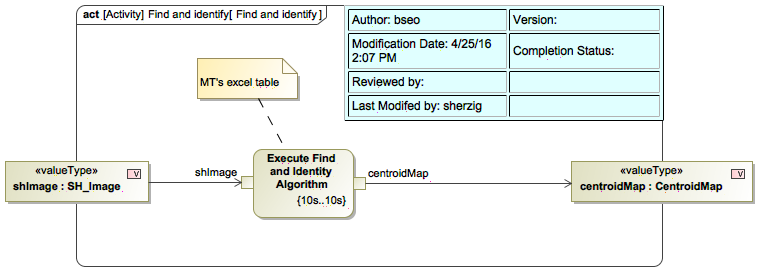 act [Activity] Find and identify[ Find and identify ]
Author: bseo
Version:
Modification Date: 4/25/16
2:07 PM
Completion Status:
Reviewed by:
Last Modifed by: sherzig
MT's excel table
«valueType»
shImage : SH_Image
V
shImage
Execute Find
and Identity
Algorithm
{10s..10s}
centroidMap
«valueType»
centroidMap : CentroidMap
V